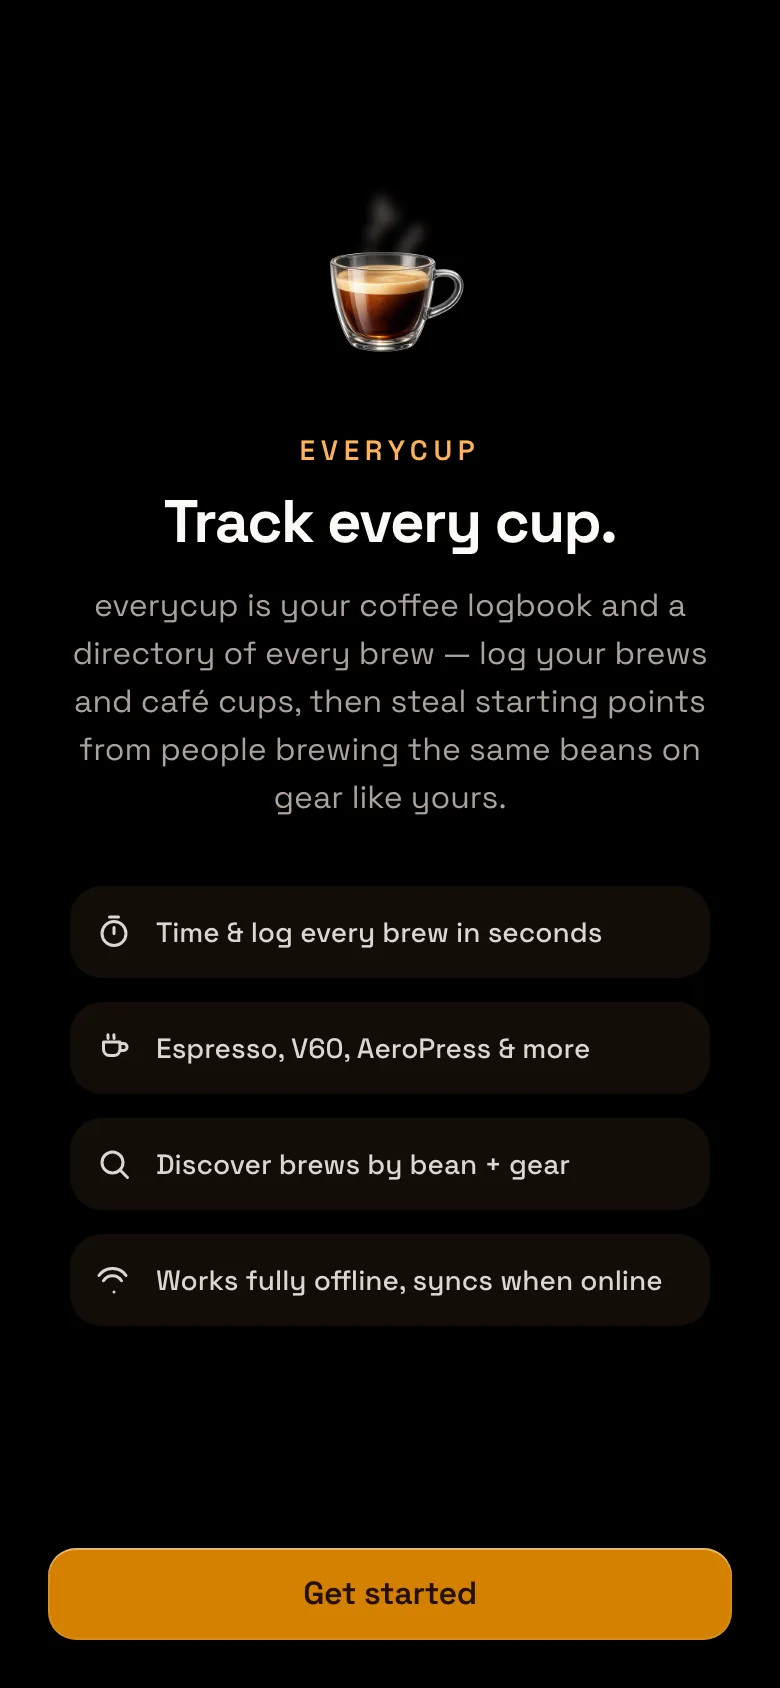 EVERYCUP
Track every cup.
everycup is your coffee logbook and a
directory of every brew — log your brews
and café cups, then steal starting points
from people brewing the same beans on
gear like yours.
Time & log every brew in seconds
Espresso, V60, AeroPress & more
Discover brews by bean + gear
Works fully offline, syncs when online
Get started